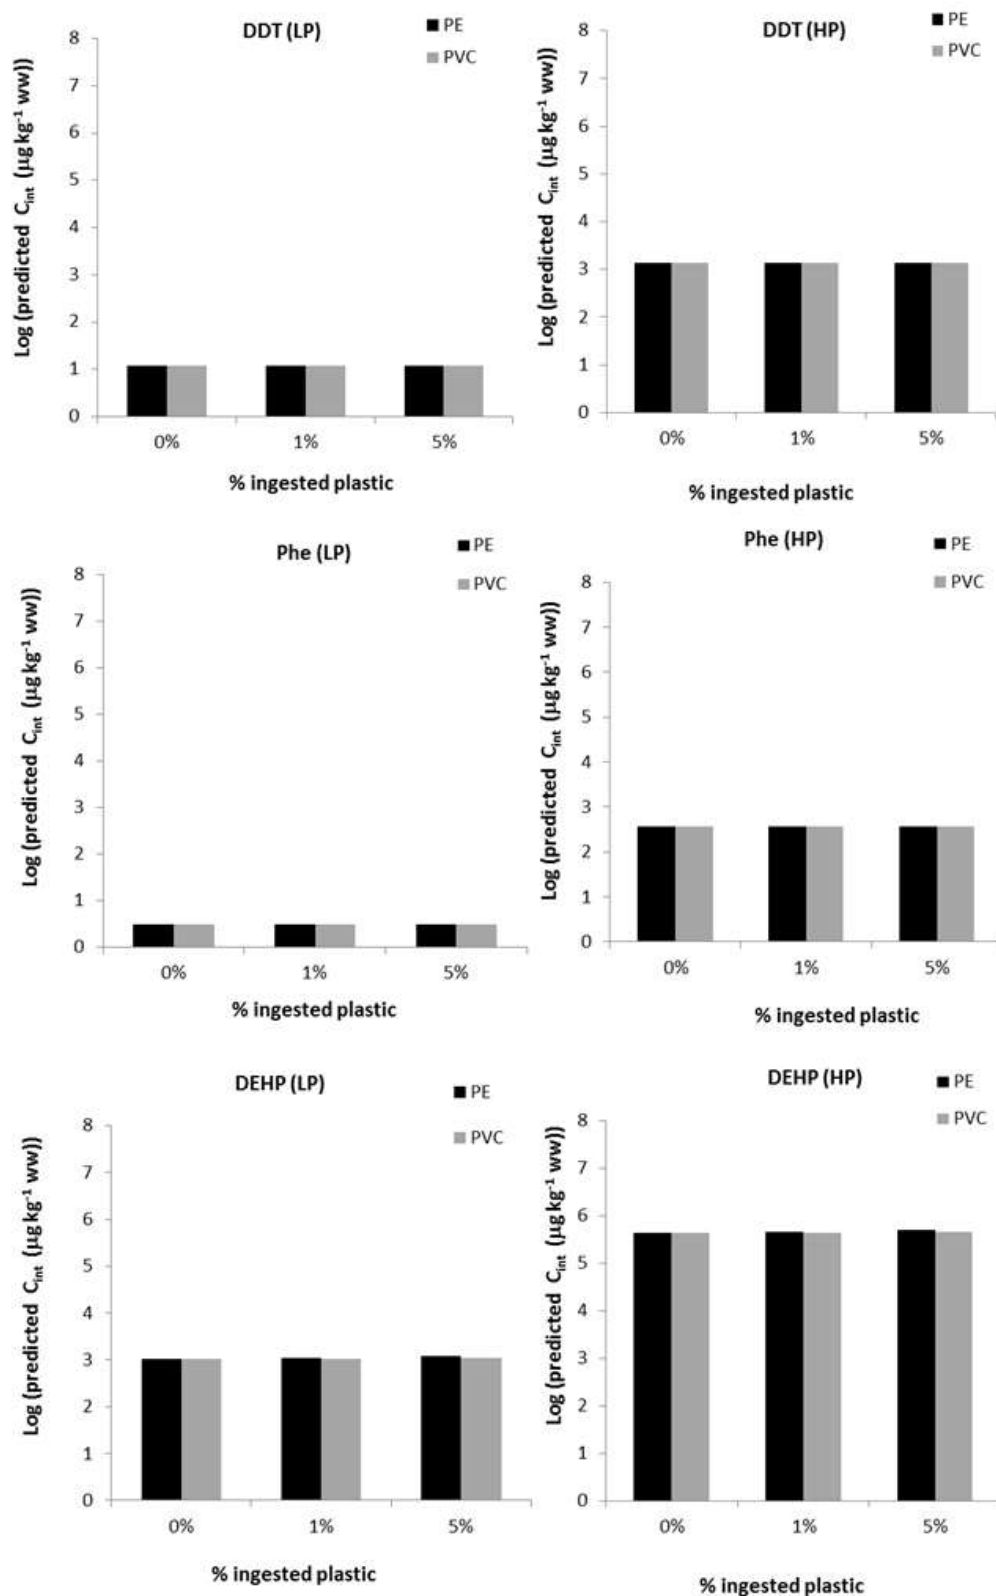 DDT (LP)
PE
PVC
Log (predicted C_int (µg kg⁻¹ ww))
8
7
6
5
4
3
2
1
0
0% 1% 5%
% ingested plastic
DDT (HP)
PE
PVC
Log (predicted C_int (µg kg⁻¹ ww))
8
7
6
5
4
3
2
1
0
0% 1% 5%
% ingested plastic
Phe (LP)
PE
PVC
Log (predicted C_int (µg kg⁻¹ ww))
8
7
6
5
4
3
2
1
0
0% 1% 5%
% ingested plastic
Phe (HP)
PE
PVC
Log (predicted C_int (µg kg⁻¹ ww))
8
7
6
5
4
3
2
1
0
0% 1% 5%
% ingested plastic
DEHP (LP)
PE
PVC
Log (predicted C_int (µg kg⁻¹ ww))
8
7
6
5
4
3
2
1
0
0% 1% 5%
% ingested plastic
DEHP (HP)
PE
PVC
Log (predicted C_int (µg kg⁻¹ ww))
8
7
6
5
4
3
2
1
0
0% 1% 5%
% ingested plastic